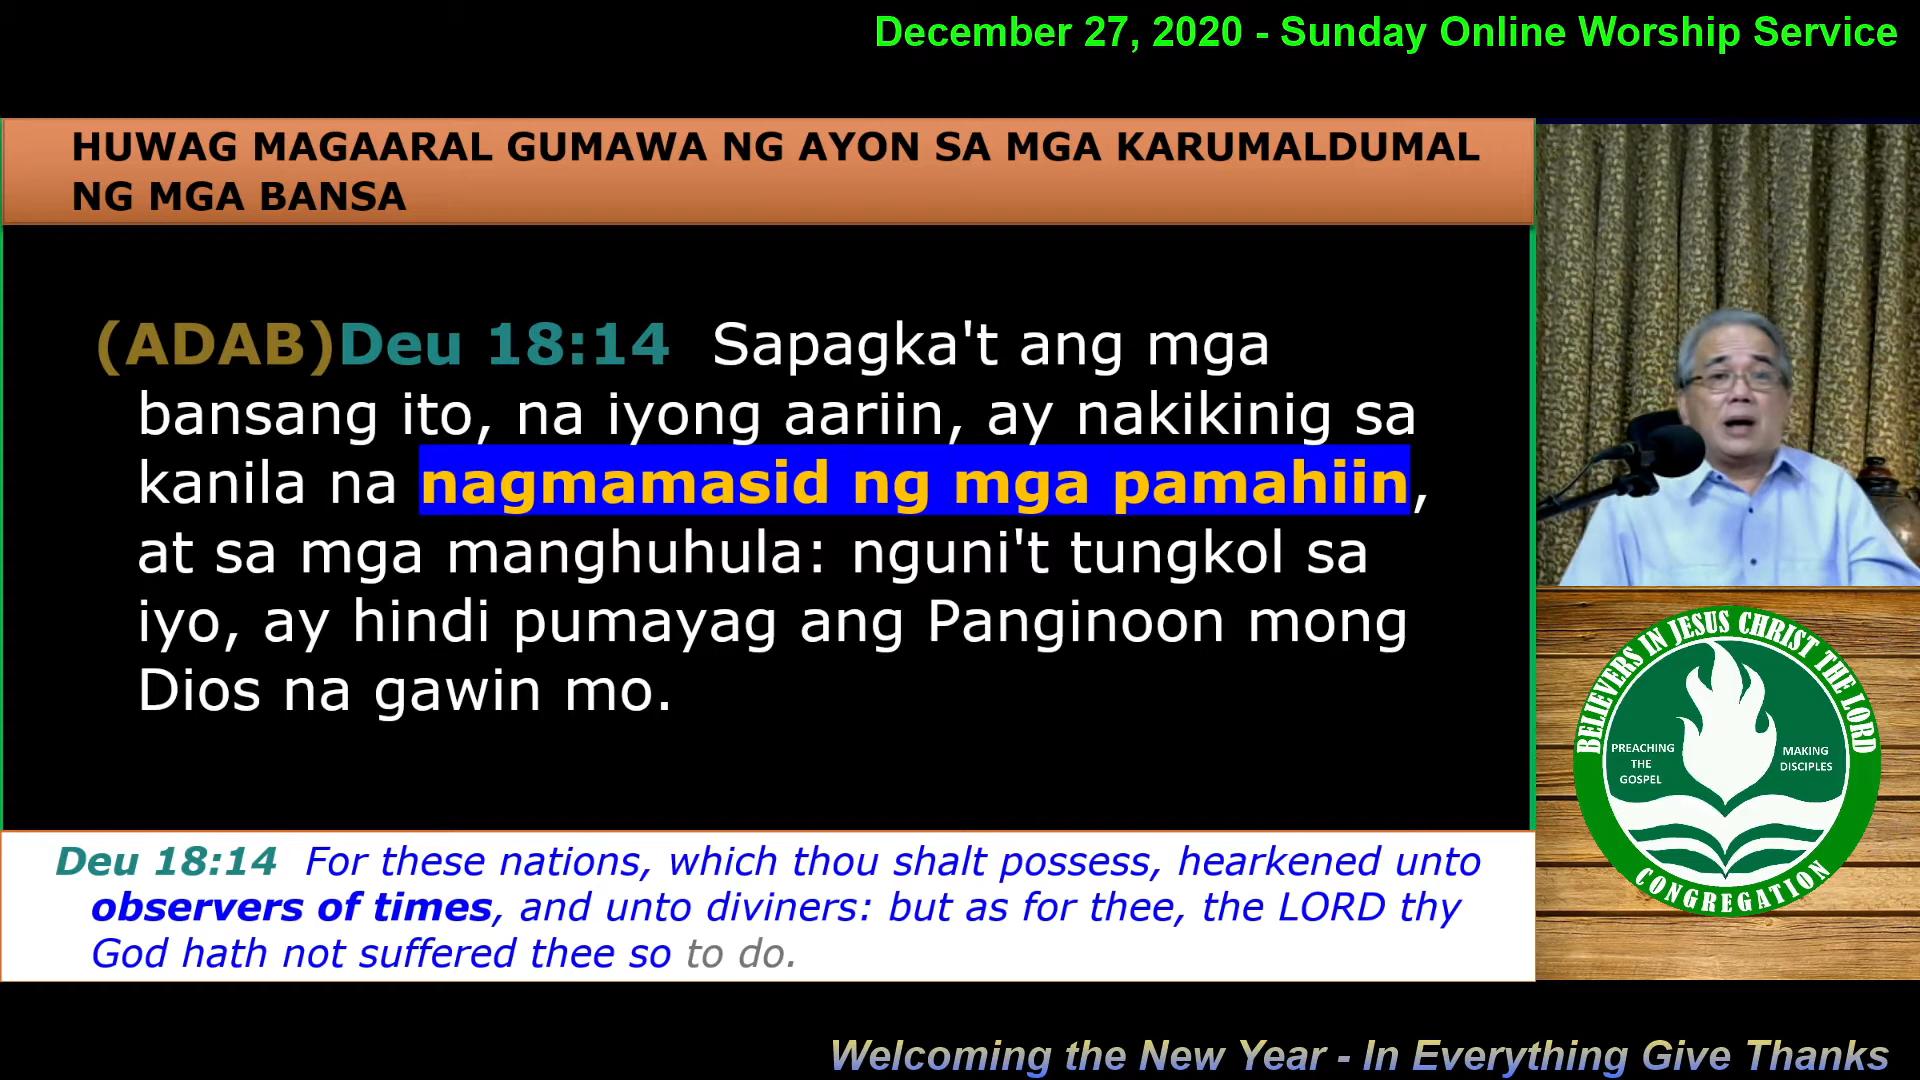 December 27, 2020 - Sunday Online Worship Service
HUWAG MAGAARAL GUMAWA NG AYON SA MGA KARUMALDUMAL
NG MGA BANSA
(ADAB)Deu 18:14 Sapagka't ang mga
bansang ito, na iyong aariin, ay nakikinig sa
kanila na nagmamasid ng mga pamahiin,
at sa mga manghuhula: nguni't tungkol sa
iyo, ay hindi pumayag ang Panginoon mong
Dios na gawin mo.
Deu 18:14 For these nations, which thou shalt possess, hearkened unto
observers of times, and unto diviners: but as for thee, the LORD thy
God hath not suffered thee so to do.
BELIEVERS IN JESUS CHRIST THE LORD
PREACHING
THE
GOSPEL
MAKING
DISCIPLES
CONGREGATION
Welcoming the New Year - In Everything Give Thanks